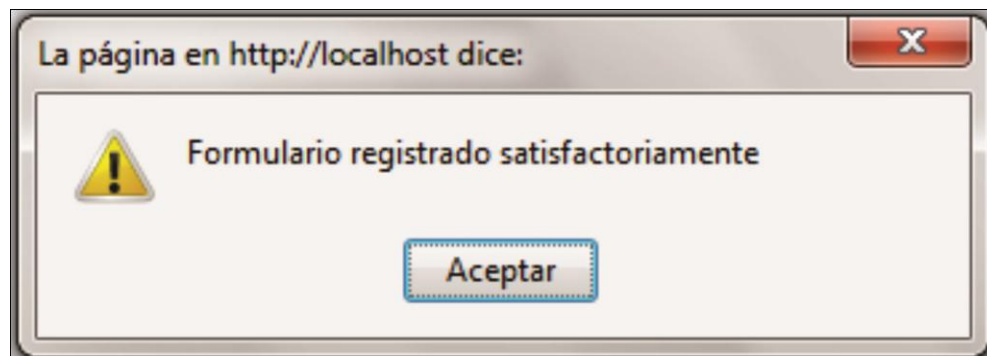 La página en http://localhost dice:
Formulario registrado satisfactoriamente
Aceptar